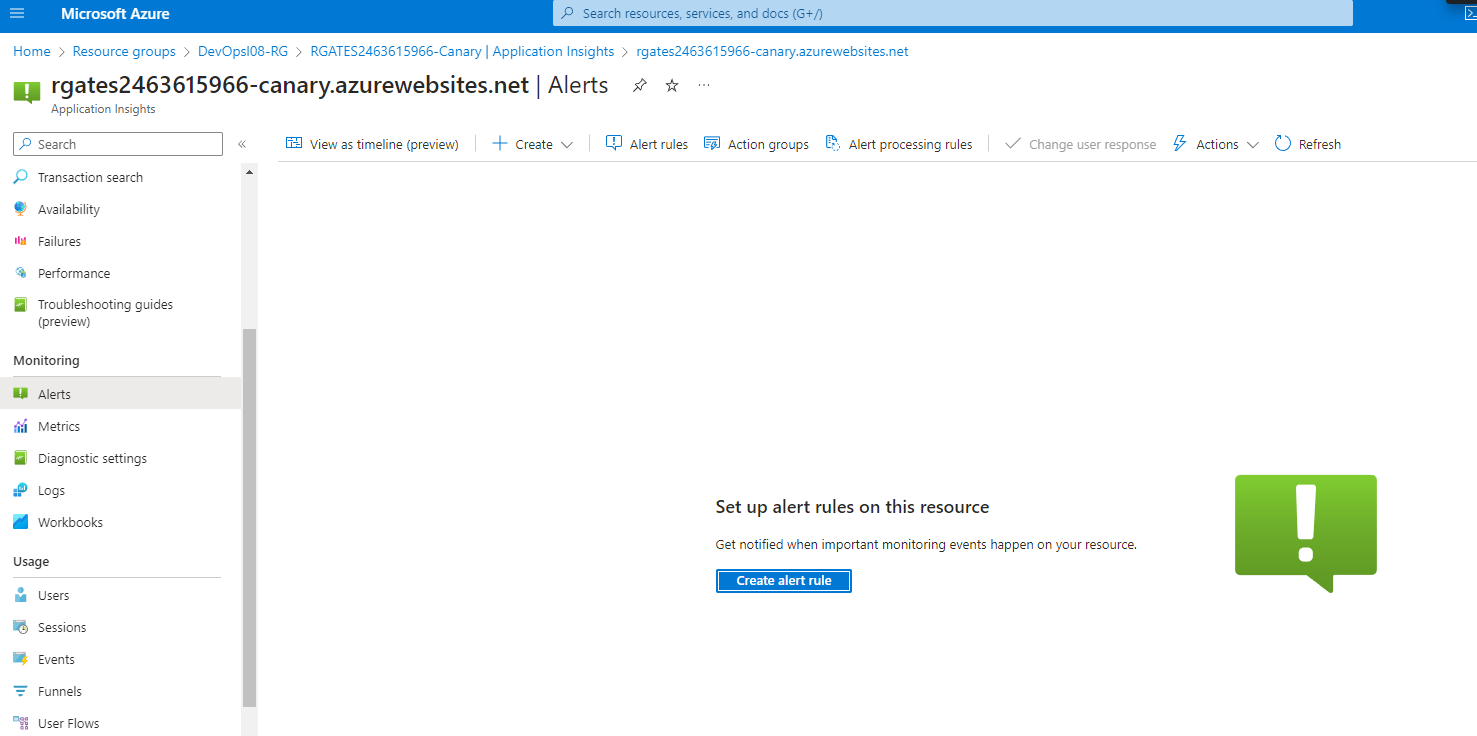 Microsoft Azure
Search resources, services, and docs (G+/)
Home > Resource groups > DevOpsI08-RG > RGATES2463615966-Canary | Application Insights > rgates2463615966-canary.azurewebsites.net
rgates2463615966-canary.azurewebsites.net | Alerts ...
Application Insights
Search
«
View as timeline (preview)
Create
Alert rules
Action groups
Alert processing rules
Change user response
Actions
Refresh
Transaction search
Availability
Failures
Performance
Troubleshooting guides
(preview)
Monitoring
Alerts
Metrics
Diagnostic settings
Logs
Workbooks
Usage
Users
Sessions
Events
Funnels
User Flows
Set up alert rules on this resource
Get notified when important monitoring events happen on your resource.
Create alert rule